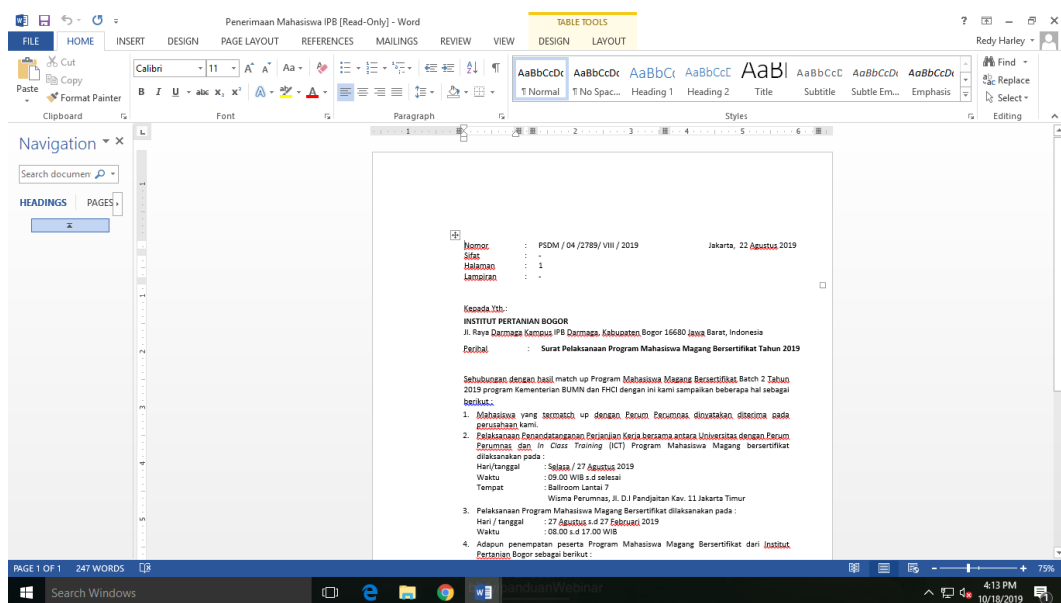 Penerimaan Mahasiswa IPB [Read-Only] - Word
TABLE TOOLS
FILE HOME INSERT DESIGN PAGE LAYOUT REFERENCES MAILINGS REVIEW VIEW DESIGN LAYOUT Redy Harley
Paste Cut
Copy
Format Painter
Calibri 11 Aa
B I U abc x₂ x²
AaBbCcDc AaBbCcDc AaBbCc AaBbCcC AaBl AaBbCcC AaBbCcDc AaBbCcDc
¶ Normal ¶ No Spac... Heading 1 Heading 2 Title Subtitle Subtle Em... Emphasis
Find
Replace
Select
Clipboard Font Paragraph Styles Editing
Navigation
Search document
HEADINGS PAGES
Nomor : PSDM / 04 /2789/ VIII / 2019 Jakarta, 22 Agustus 2019
Sifat : -
Halaman : 1
Lampiran : -
Kepada Yth.:
INSTITUT PERTANIAN BOGOR
Jl. Raya Darmaga Kampus IPB Darmaga, Kabupaten Bogor 16680 Jawa Barat, Indonesia
Perihal : Surat Pelaksanaan Program Mahasiswa Magang Bersertifikat Tahun 2019
Sehubungan dengan hasil match up Program Mahasiswa Magang Bersertifikat Batch 2 Tahun
2019 program Kementerian BUMN dan FHCI dengan ini kami sampaikan beberapa hal sebagai
berikut :
1. Mahasiswa yang termatch up dengan Perum Perumnas dinyatakan diterima pada
perusahaan kami.
2. Pelaksanaan Penandatanganan Perjanjian Kerja bersama antara Universitas dengan Perum
Perumnas dan In Class Training (ICT) Program Mahasiswa Magang bersertifikat
dilaksanakan pada :
Hari/tanggal : Selasa / 27 Agustus 2019
Waktu : 09.00 WIB s.d selesai
Tempat : Ballroom Lantai 7
Wisma Perumnas, Jl. D.I Pandjaitan Kav. 11 Jakarta Timur
3. Pelaksanaan Program Mahasiswa Magang Bersertifikat dilaksanakan pada :
Hari / tanggal : 27 Agustus s.d 27 Februari 2019
Waktu : 08.00 s.d 17.00 WIB
4. Adapun penempatan peserta Program Mahasiswa Magang Bersertifikat dari Institut
Pertanian Bogor sebagai berikut :
PAGE 1 OF 1 247 WORDS 75%
Search Windows
panduanWebinar
4:13 PM
10/18/2019